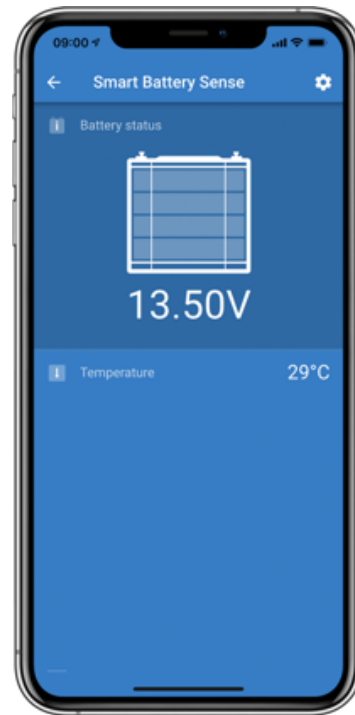 09:00
Smart Battery Sense
Battery status
13.50V
Temperature 29°C